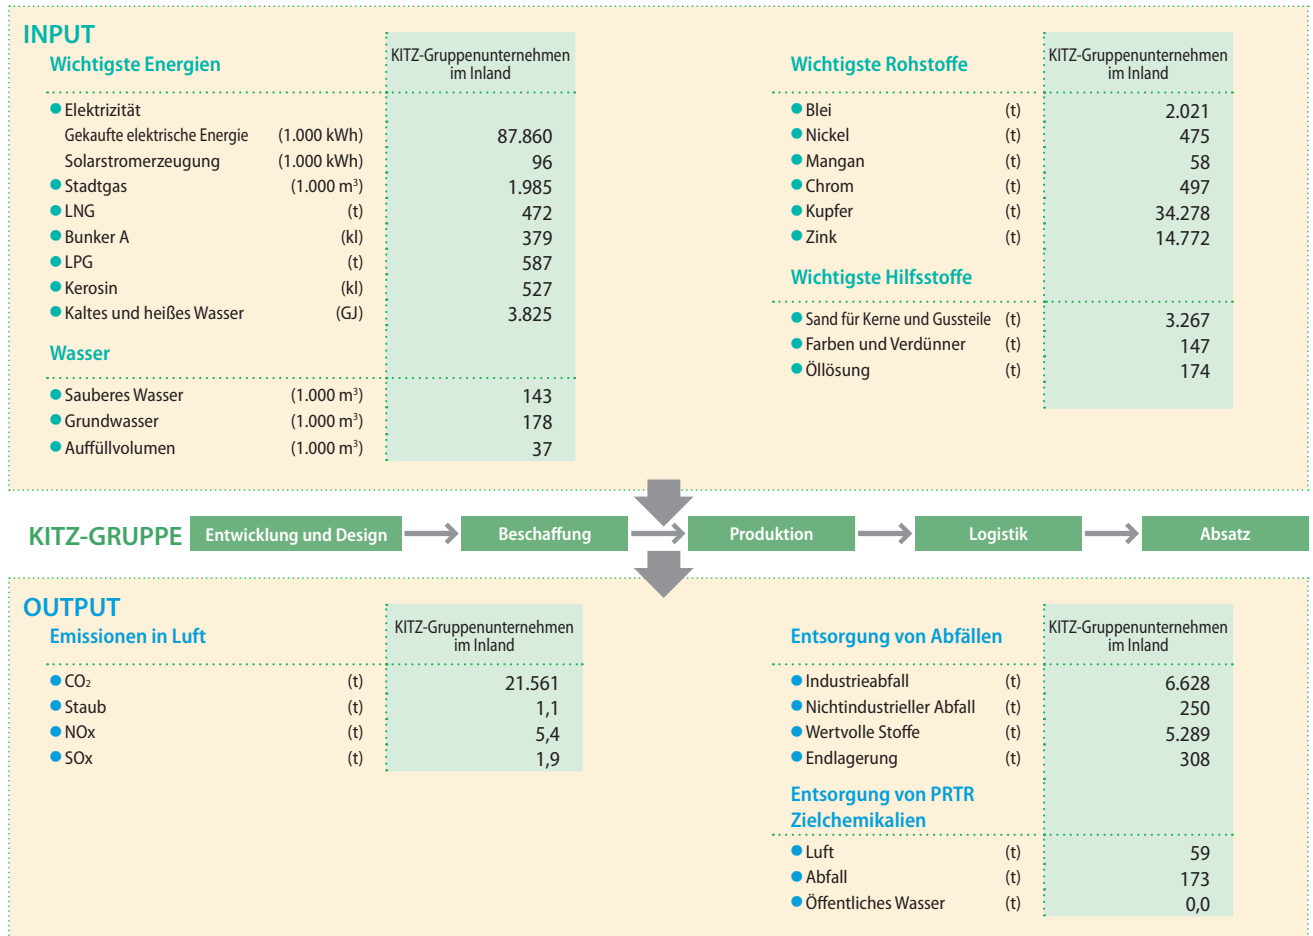 INPUT
Wichtigste Energien
KITZ-Gruppenunternehmen
im Inland
Elektrizität
Gekaufte elektrische Energie (1.000 kWh) 87.860
Solarstromerzeugung (1.000 kWh) 96
Stadtgas (1.000 m³) 1.985
LNG (t) 472
Bunker A (kl) 379
LPG (t) 587
Kerosin (kl) 527
Kaltes und heißes Wasser (GJ) 3.825
Wasser
Sauberes Wasser (1.000 m³) 143
Grundwasser (1.000 m³) 178
Auffüllvolumen (1.000 m³) 37
Wichtigste Rohstoffe
KITZ-Gruppenunternehmen
im Inland
Blei (t) 2.021
Nickel (t) 475
Mangan (t) 58
Chrom (t) 497
Kupfer (t) 34.278
Zink (t) 14.772
Wichtigste Hilfsstoffe
Sand für Kerne und Gussteile (t) 3.267
Farben und Verdünner (t) 147
Öllösung (t) 174
KITZ-GRUPPE Entwicklung und Design Beschaffung Produktion Logistik Absatz
OUTPUT
Emissionen in Luft
KITZ-Gruppenunternehmen
im Inland
CO₂ (t) 21.561
Staub (t) 1,1
NOx (t) 5,4
SOx (t) 1,9
Entsorgung von Abfällen
KITZ-Gruppenunternehmen
im Inland
Industrieabfall (t) 6.628
Nichtindustrieller Abfall (t) 250
Wertvolle Stoffe (t) 5.289
Endlagerung (t) 308
Entsorgung von PRTR
Zielchemikalien
Luft (t) 59
Abfall (t) 173
Öffentliches Wasser (t) 0,0